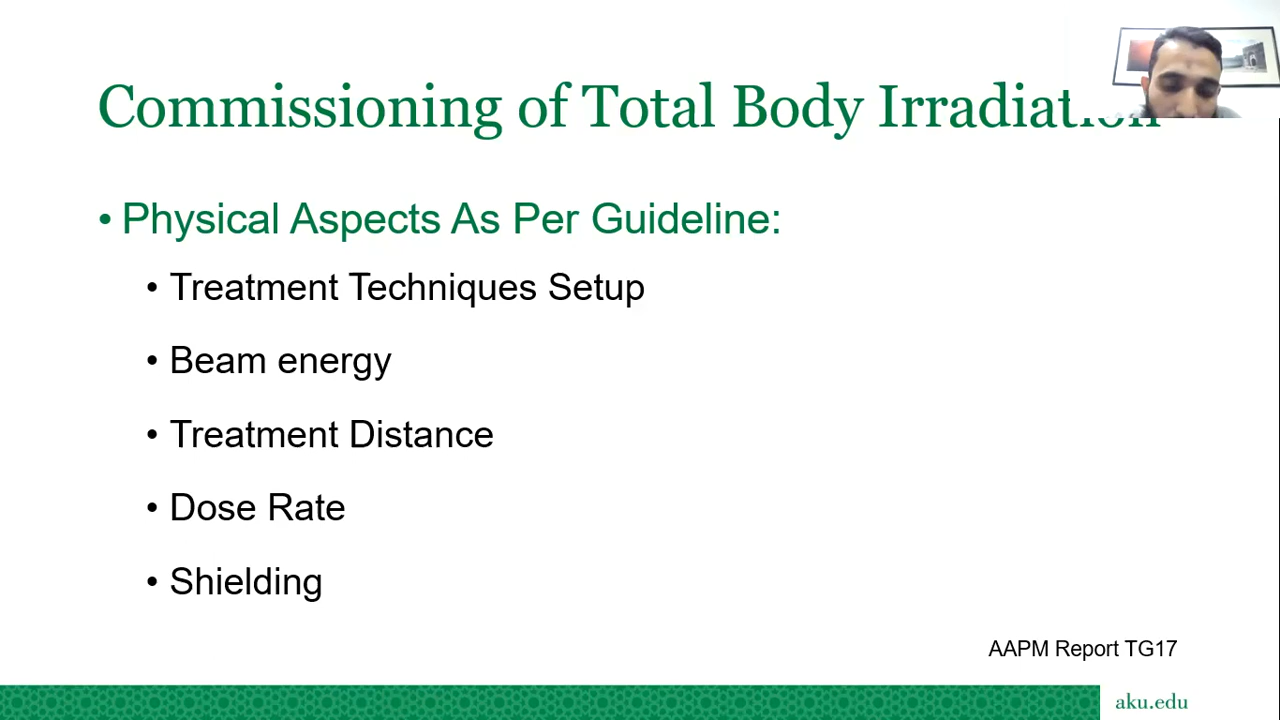 Commissioning of Total Body Irradiation
• Physical Aspects As Per Guideline:
• Treatment Techniques Setup
• Beam energy
• Treatment Distance
• Dose Rate
• Shielding
AAPM Report TG17
aku.edu